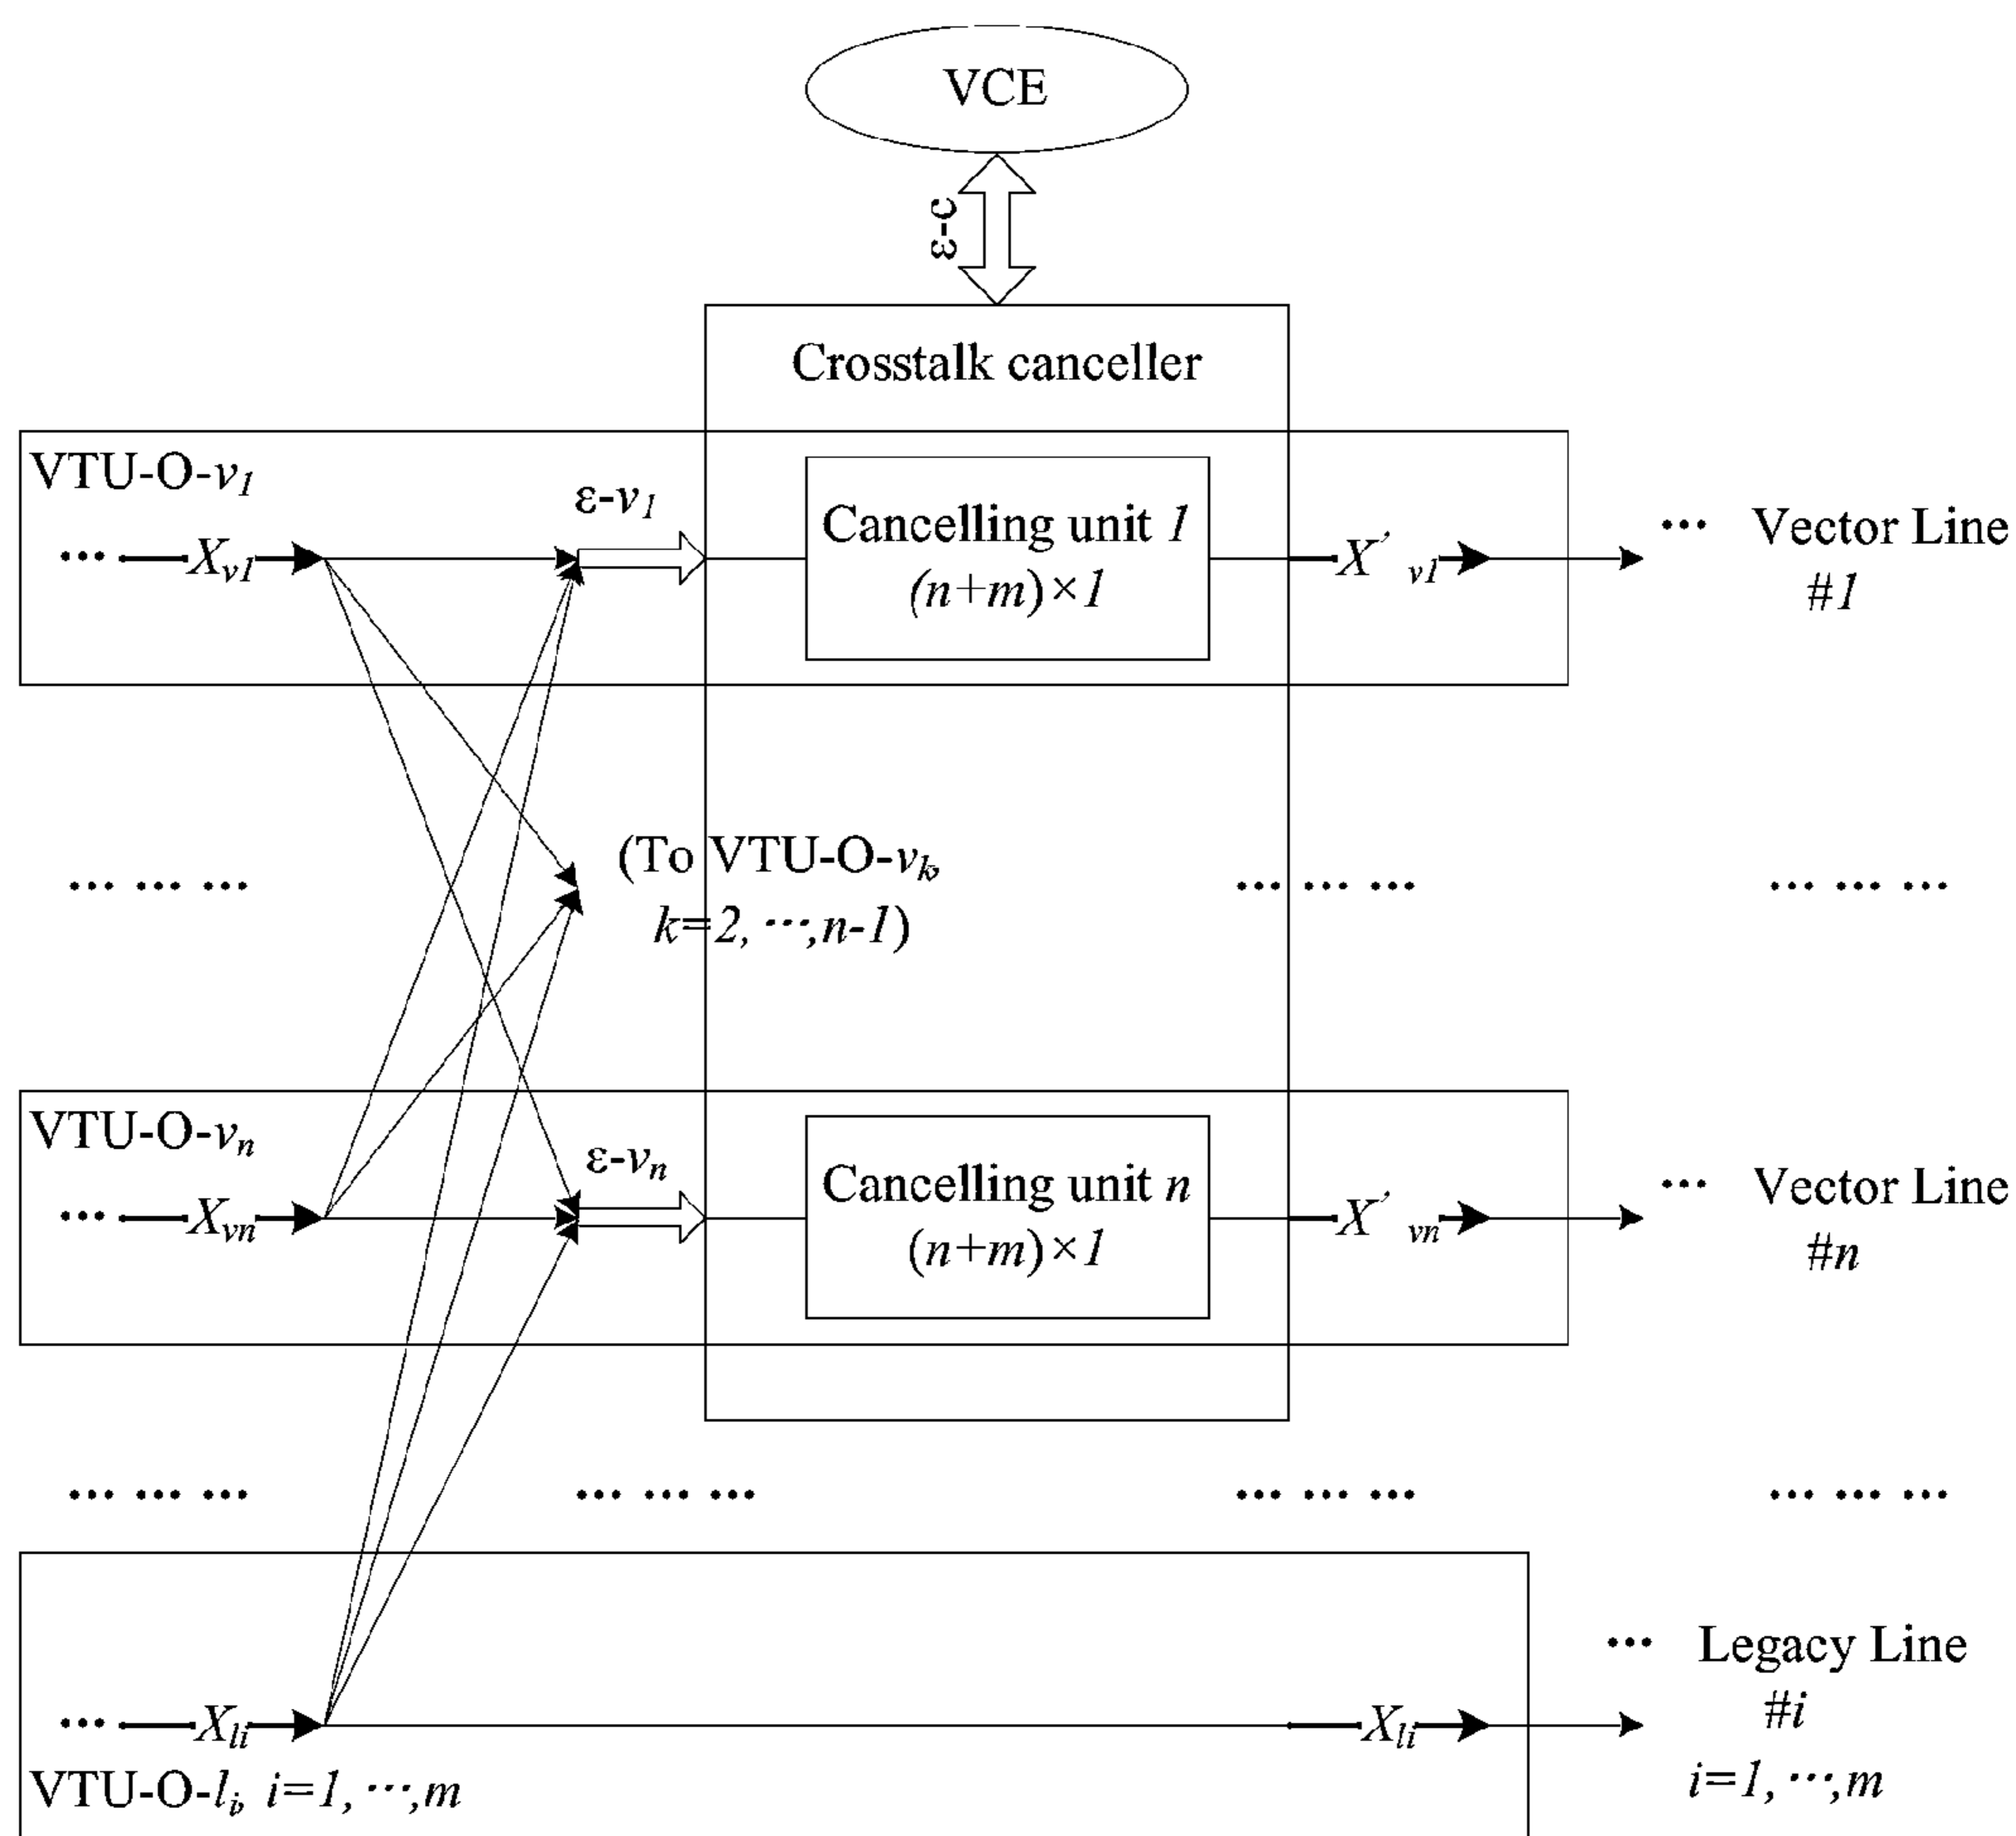 VCE
ε-c
Crosstalk canceller
VTU-O-v1
ε-v1
··· Xv1
Cancelling unit 1
(n+m)×1
X′ v1
··· Vector Line
#1
(To VTU-O-vk,
k=2, ···,n-1)
··· ··· ··· ··· ··· ··· ··· ··· ···
VTU-O-vn
ε-vn
··· Xvn
Cancelling unit n
(n+m)×1
X′ vn
··· Vector Line
#n
··· ··· ··· ··· ··· ··· ··· ··· ··· ··· ··· ···
··· Xli
Xli
··· Legacy Line
#i
i=1, ···,m
VTU-O-li, i=1, ···,m